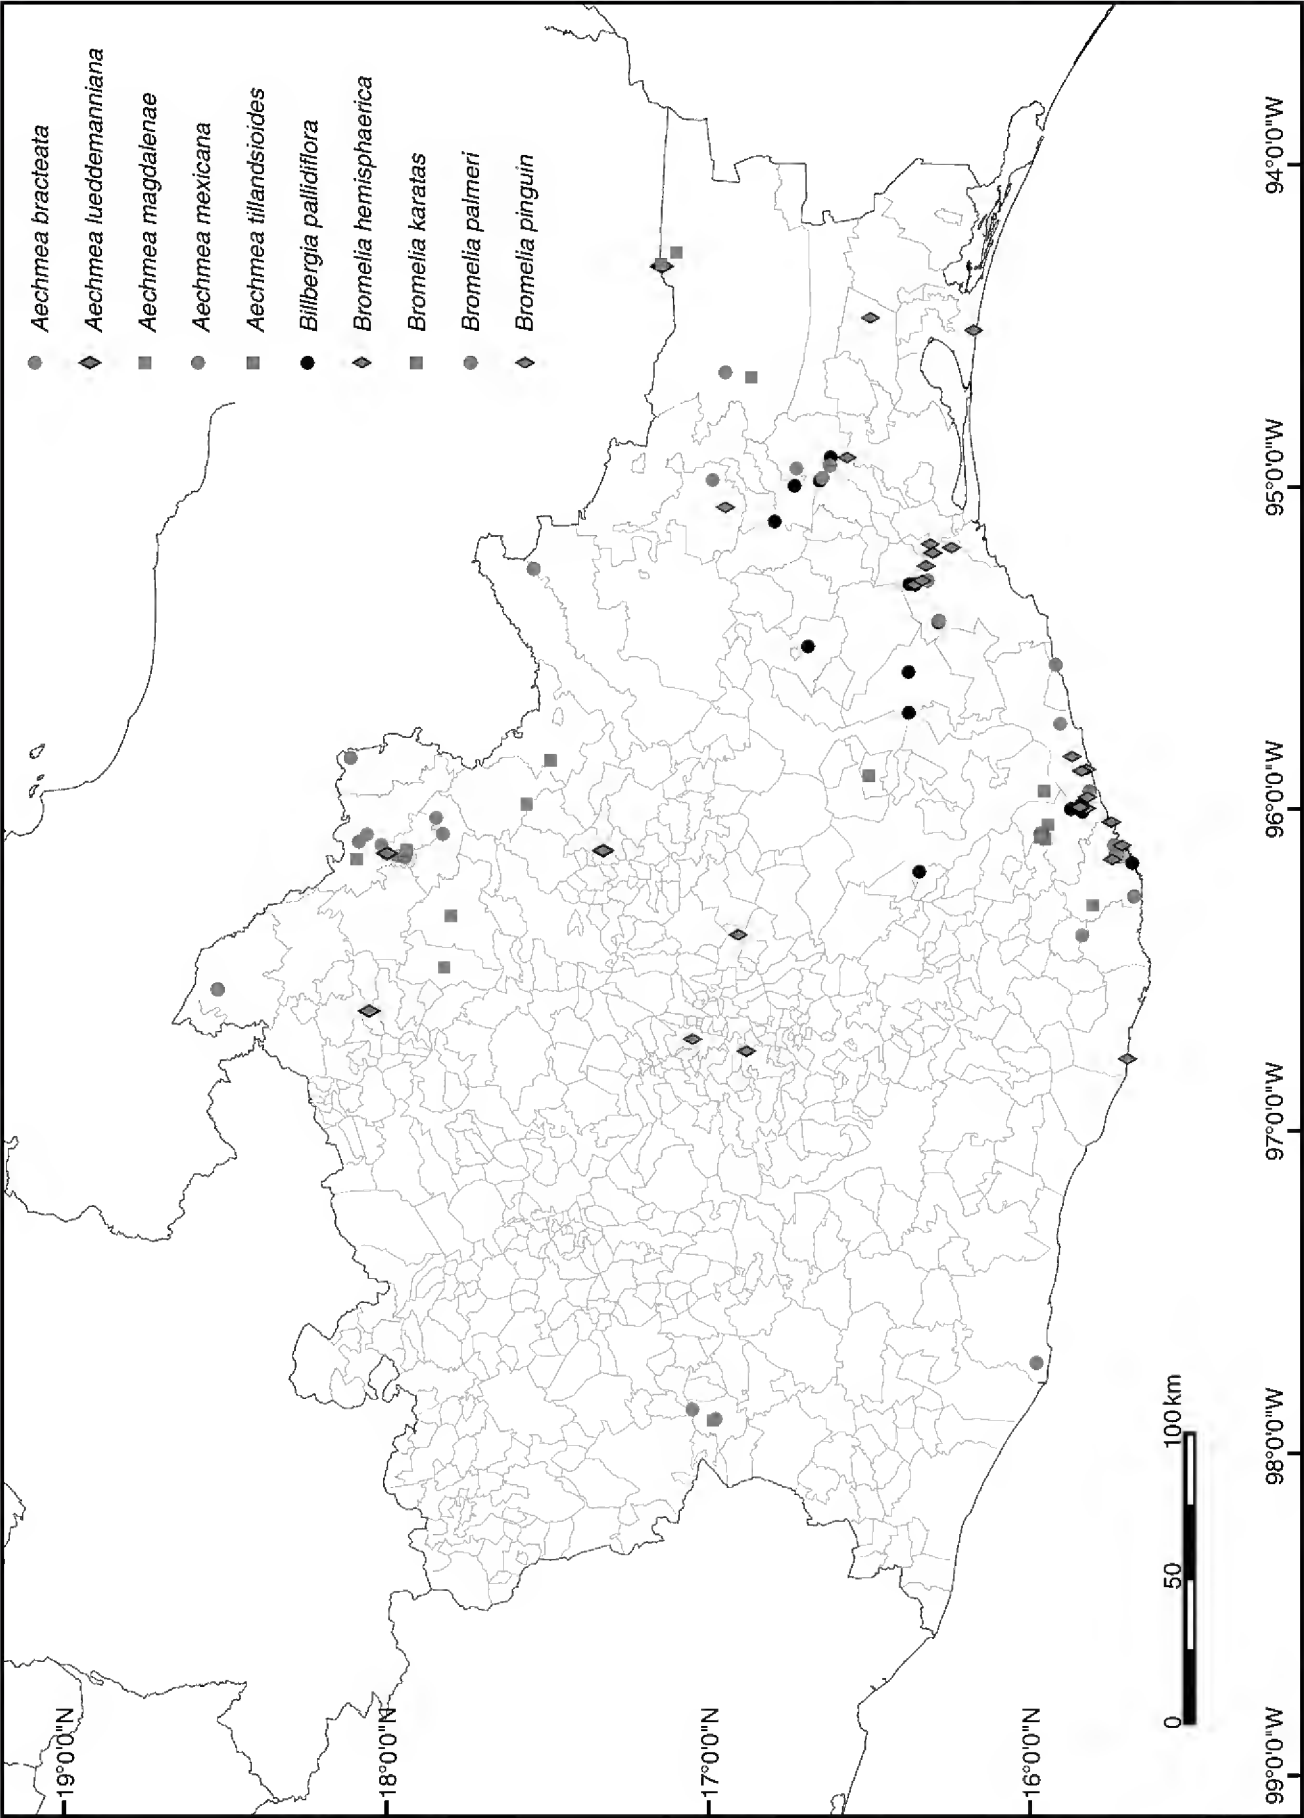 Aechmea bracteata
Aechmea lueddemanniana
Aechmea magdalenae
Aechmea mexicana
Aechmea tillandsioides
Billbergia pallidiflora
Bromelia hemisphaerica
Bromelia karatas
Bromelia palmeri
Bromelia pinguin
19°0'0"N
18°0'0"N
17°0'0"N
16°0'0"N
0 50 100 km
99°0'0"W 98°0'0"W 97°0'0"W 96°0'0"W 95°0'0"W 94°0'0"W